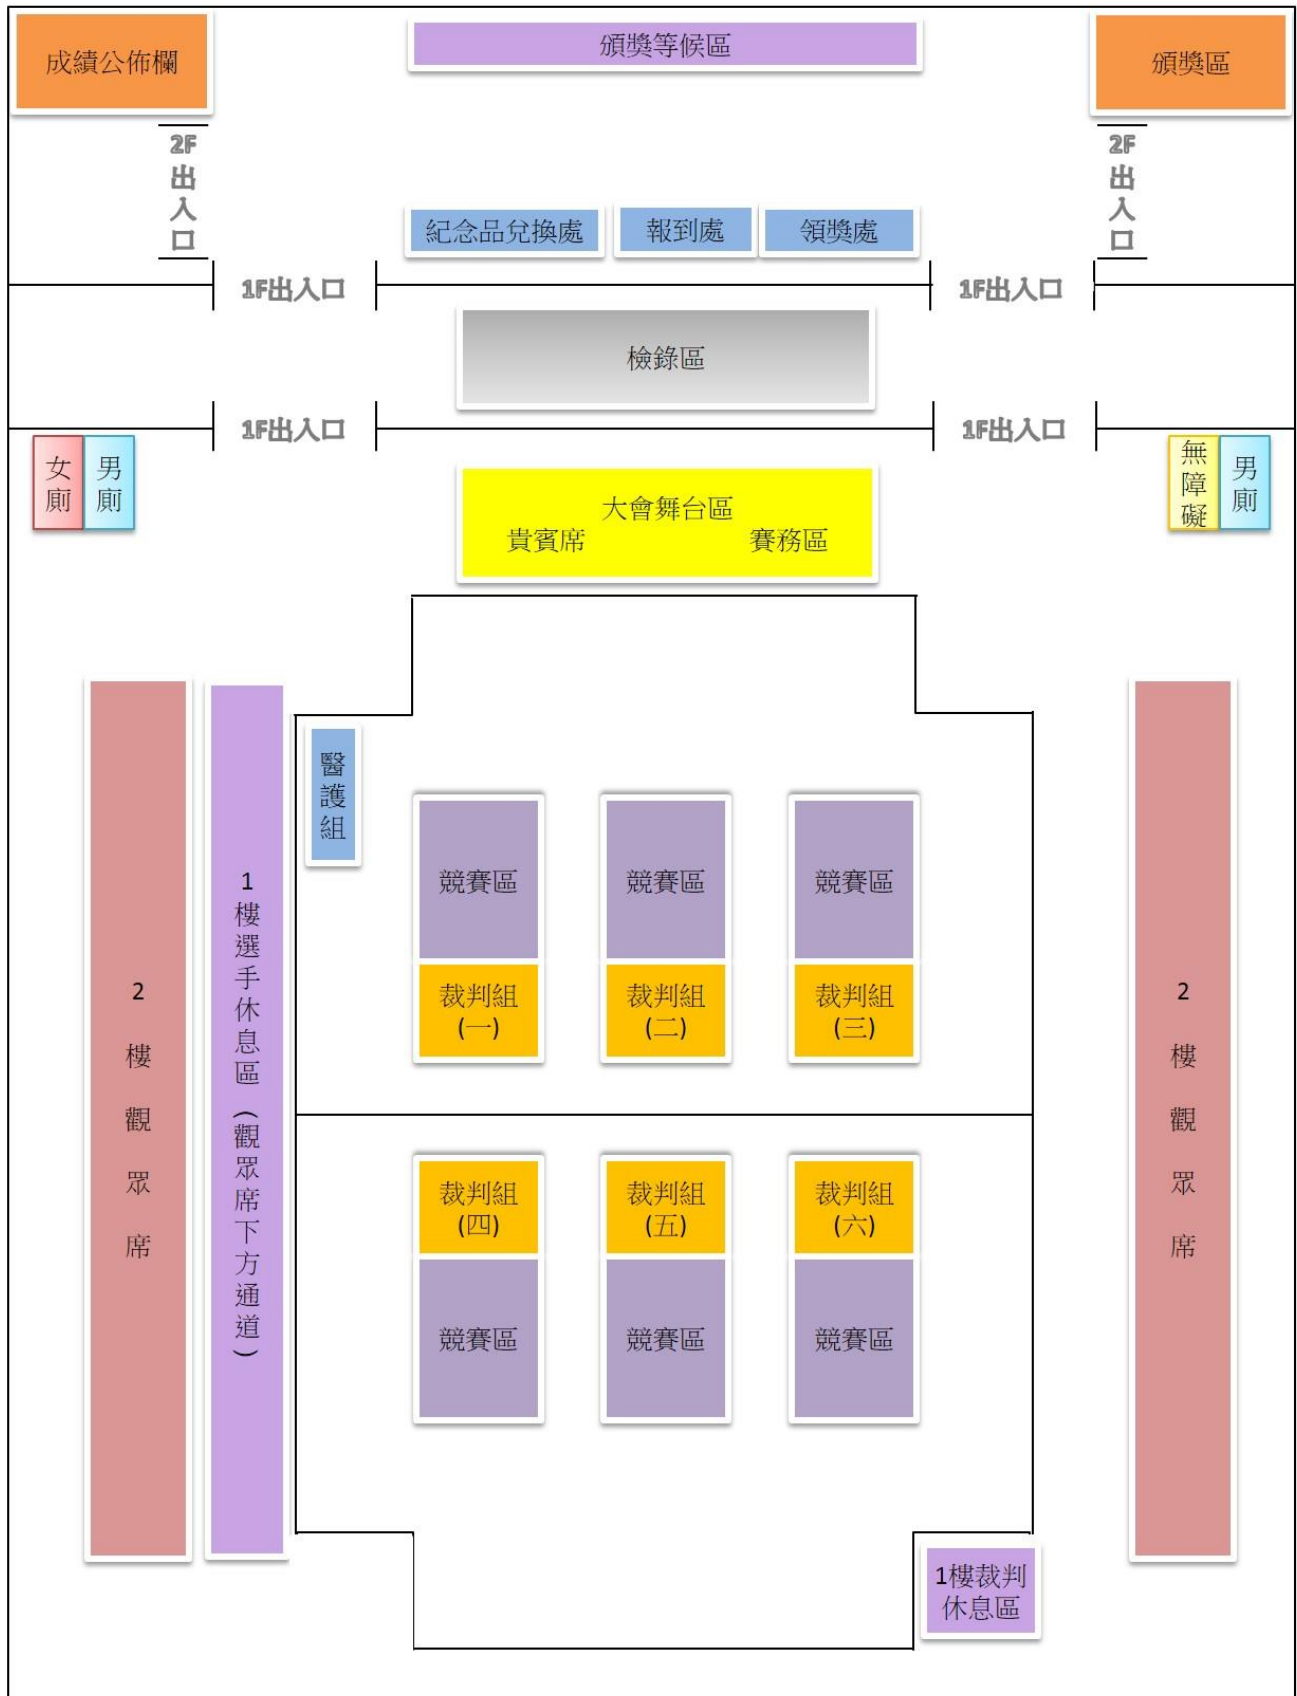 成績公佈欄
頒獎等候區
頒獎區
2F出入口
2F出入口
紀念品兌換處
報到處
領獎處
1F出入口
1F出入口
檢錄區
1F出入口
1F出入口
女廁
男廁
無障礙
男廁
大會舞台區
貴賓席
賽務區
2樓觀眾席
1樓選手休息區(觀眾席下方通道)
醫護組
競賽區
競賽區
競賽區
裁判組
(一)
裁判組
(二)
裁判組
(三)
裁判組
(四)
裁判組
(五)
裁判組
(六)
競賽區
競賽區
競賽區
2樓觀眾席
1樓裁判
休息區